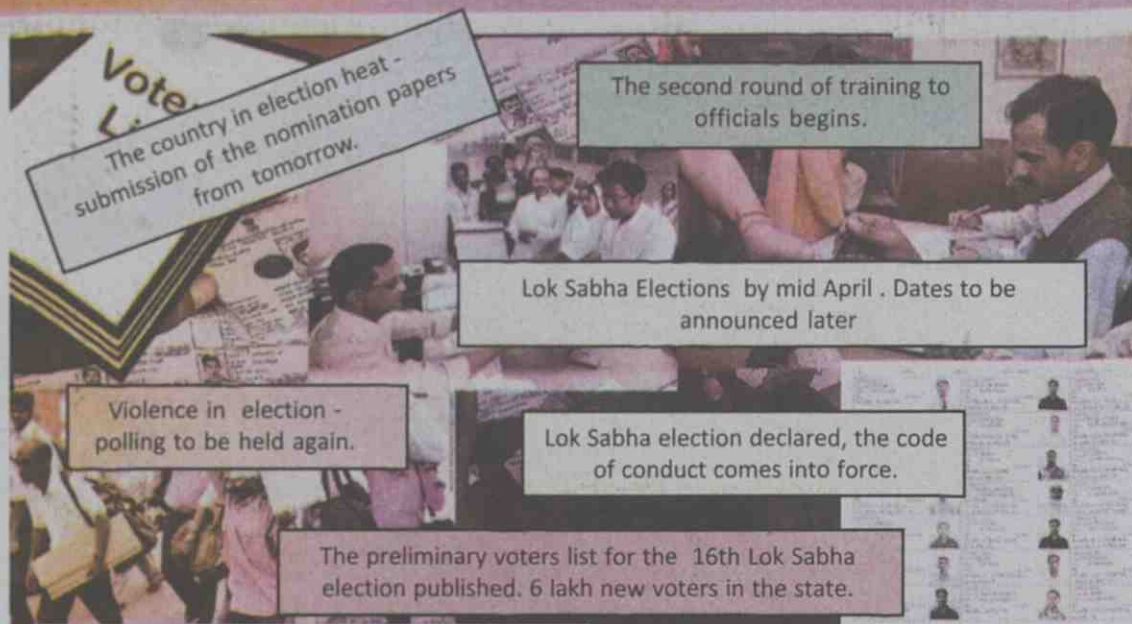 Vote
L
The country in election heat -
submission of the nomination papers
from tomorrow.
The second round of training to
officials begins.
Lok Sabha Elections by mid April . Dates to be
announced later
Violence in election -
polling to be held again.
Lok Sabha election declared, the code
of conduct comes into force.
The preliminary voters list for the 16th Lok Sabha
election published. 6 lakh new voters in the state.